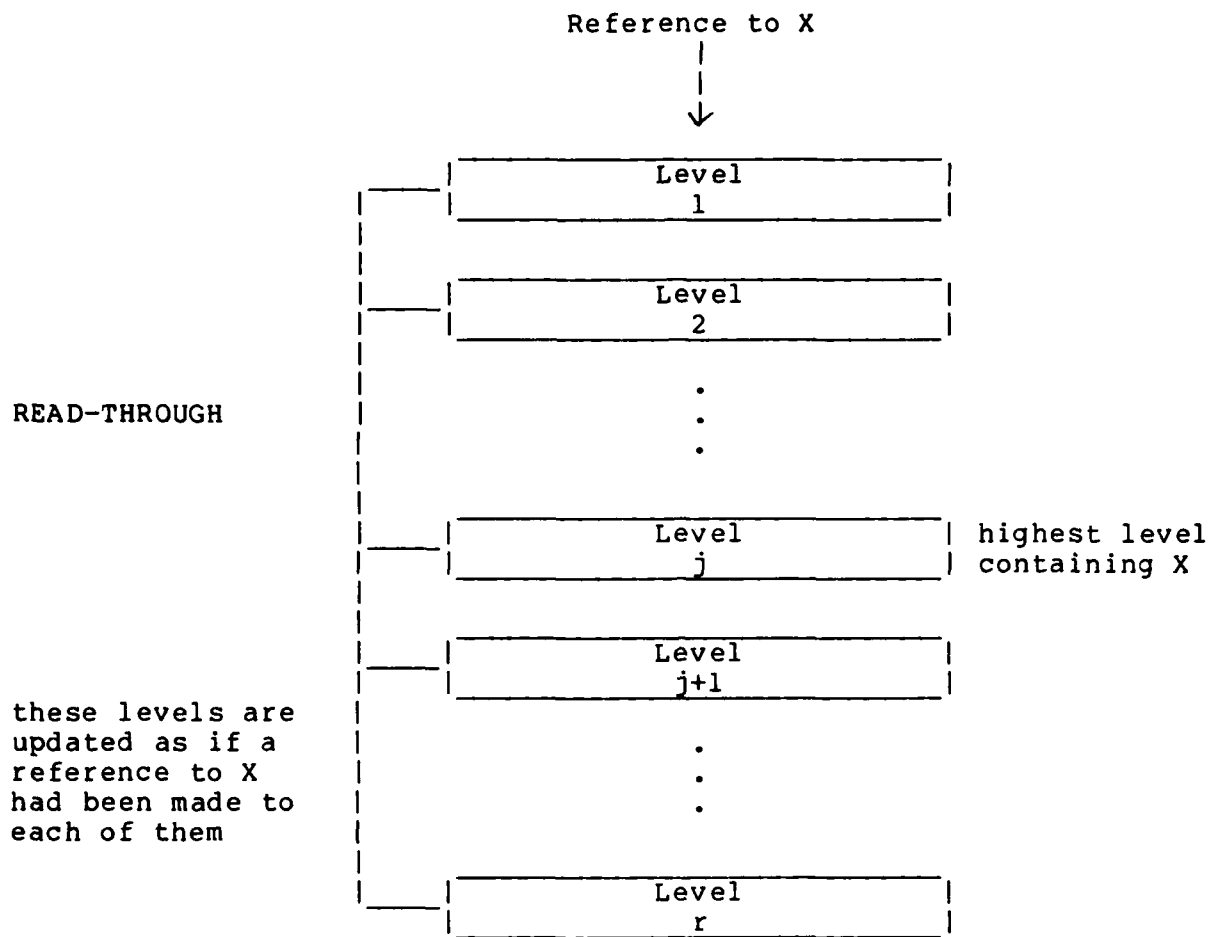 Reference to X
Level
1
Level
2
READ-THROUGH
Level
j
highest level
containing X
Level
j+1
these levels are
updated as if a
reference to X
had been made to
each of them
Level
r